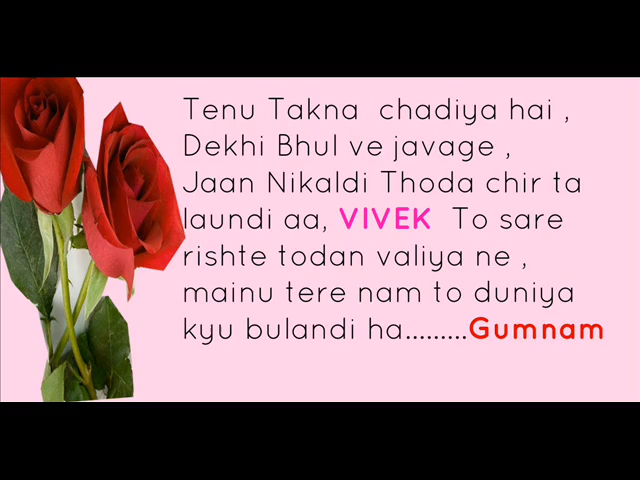 Tenu Takna chadiya hai ,
Dekhi Bhul ve javage ,
Jaan Nikaldi Thoda chir ta
laundi aa, VIVEK To sare
rishte todan valiya ne ,
mainu tere nam to duniya
kyu bulandi ha.........Gumnam